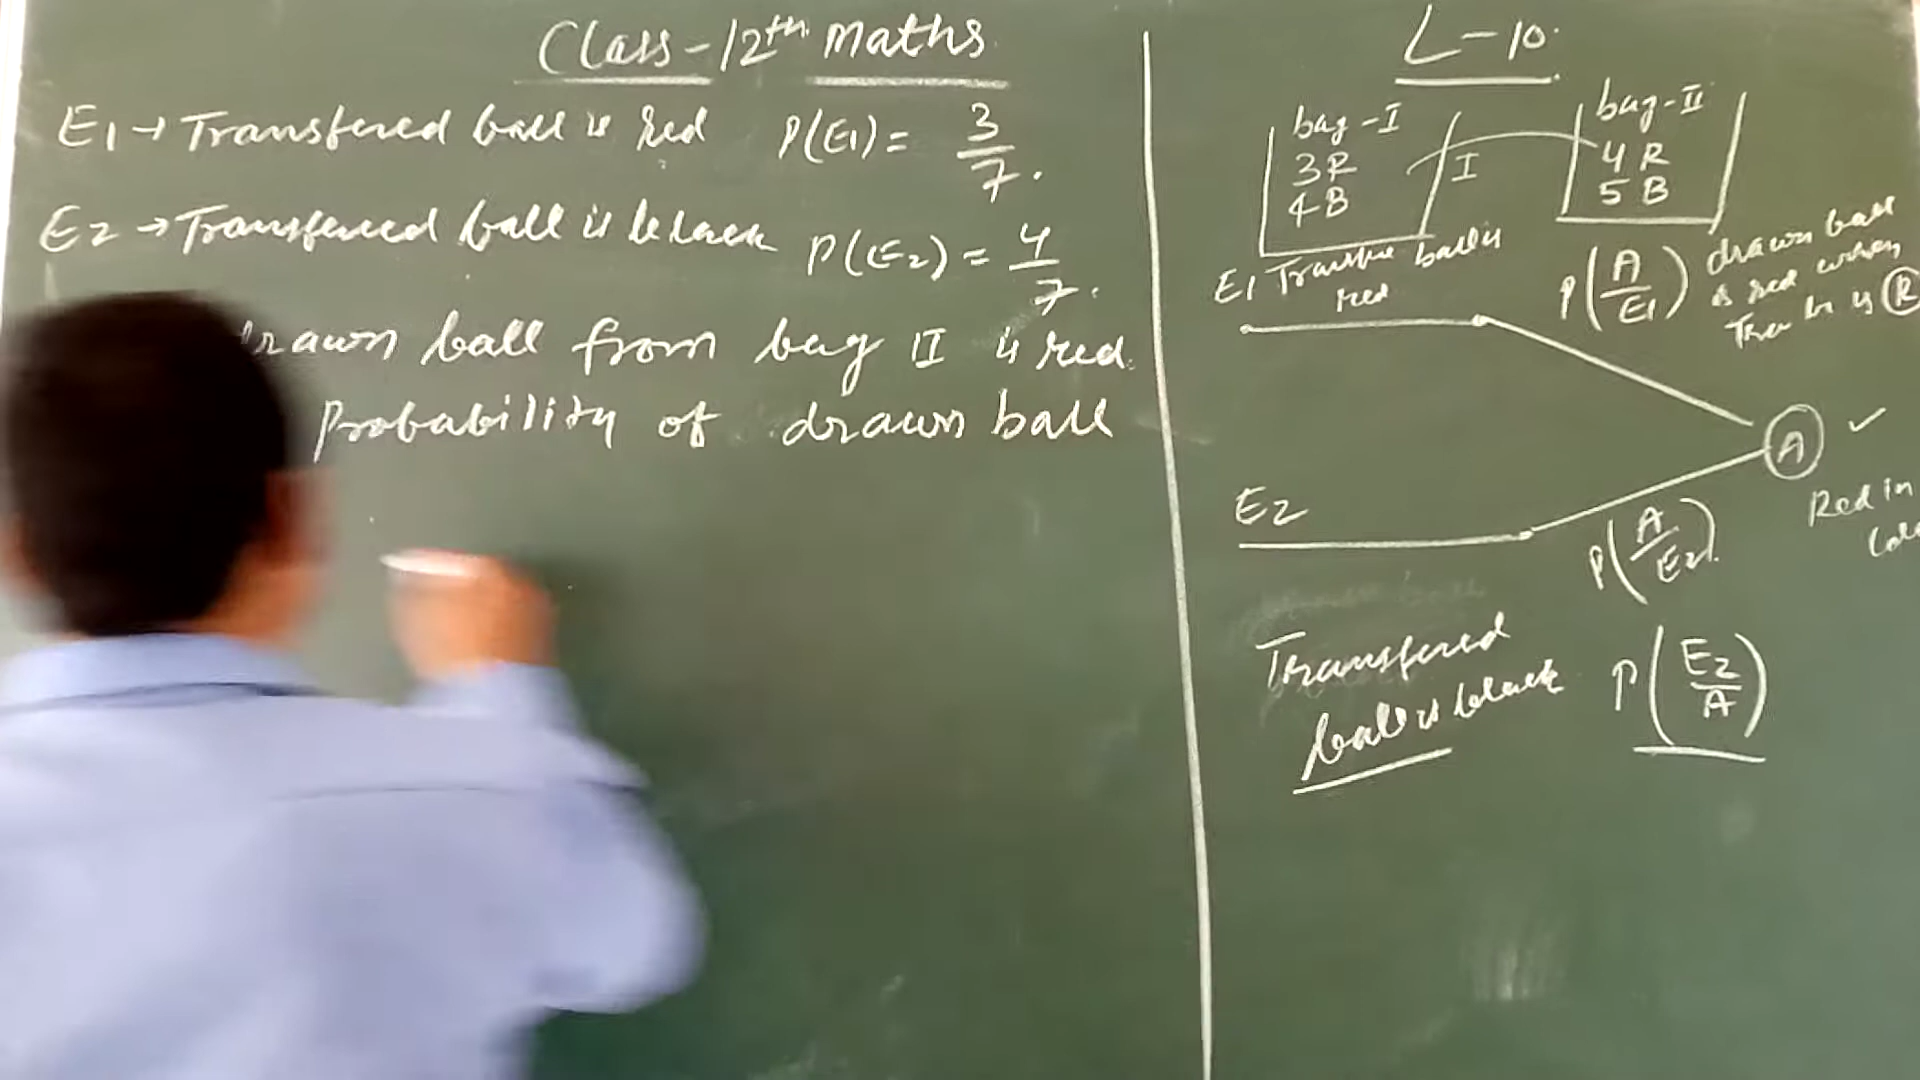 Class-12th Maths
E1 → Transfered ball is red P(E1) = 3/7.
E2 → Transfered ball is black P(E2) = 4/7.
drawn ball from bag II is red.
Probability of drawn ball
L-10.
bag-I
3R
4B
I
bag-II
4R
5B
E1 Transfer ball is
red
P(A/E1) drawn ball
is red when
is (R)
A ✓
Red in
E2
P(A/E2).
Transfered
ball is black
P(E2/A)